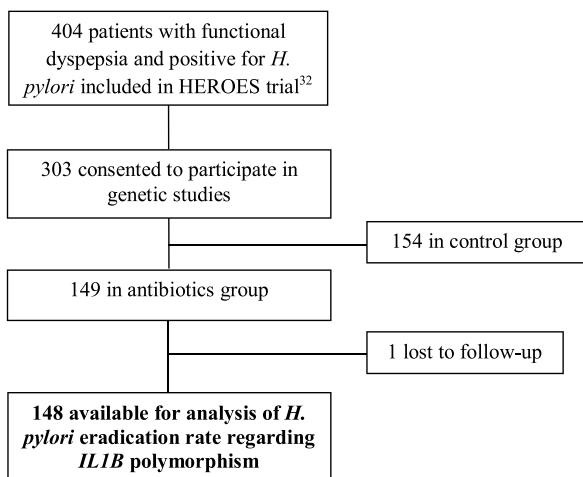 404 patients with functional
dyspepsia and positive for H.
pylori included in HEROES trial32
303 consented to participate in
genetic studies
154 in control group
149 in antibiotics group
1 lost to follow-up
148 available for analysis of H.
pylori eradication rate regarding
IL1B polymorphism